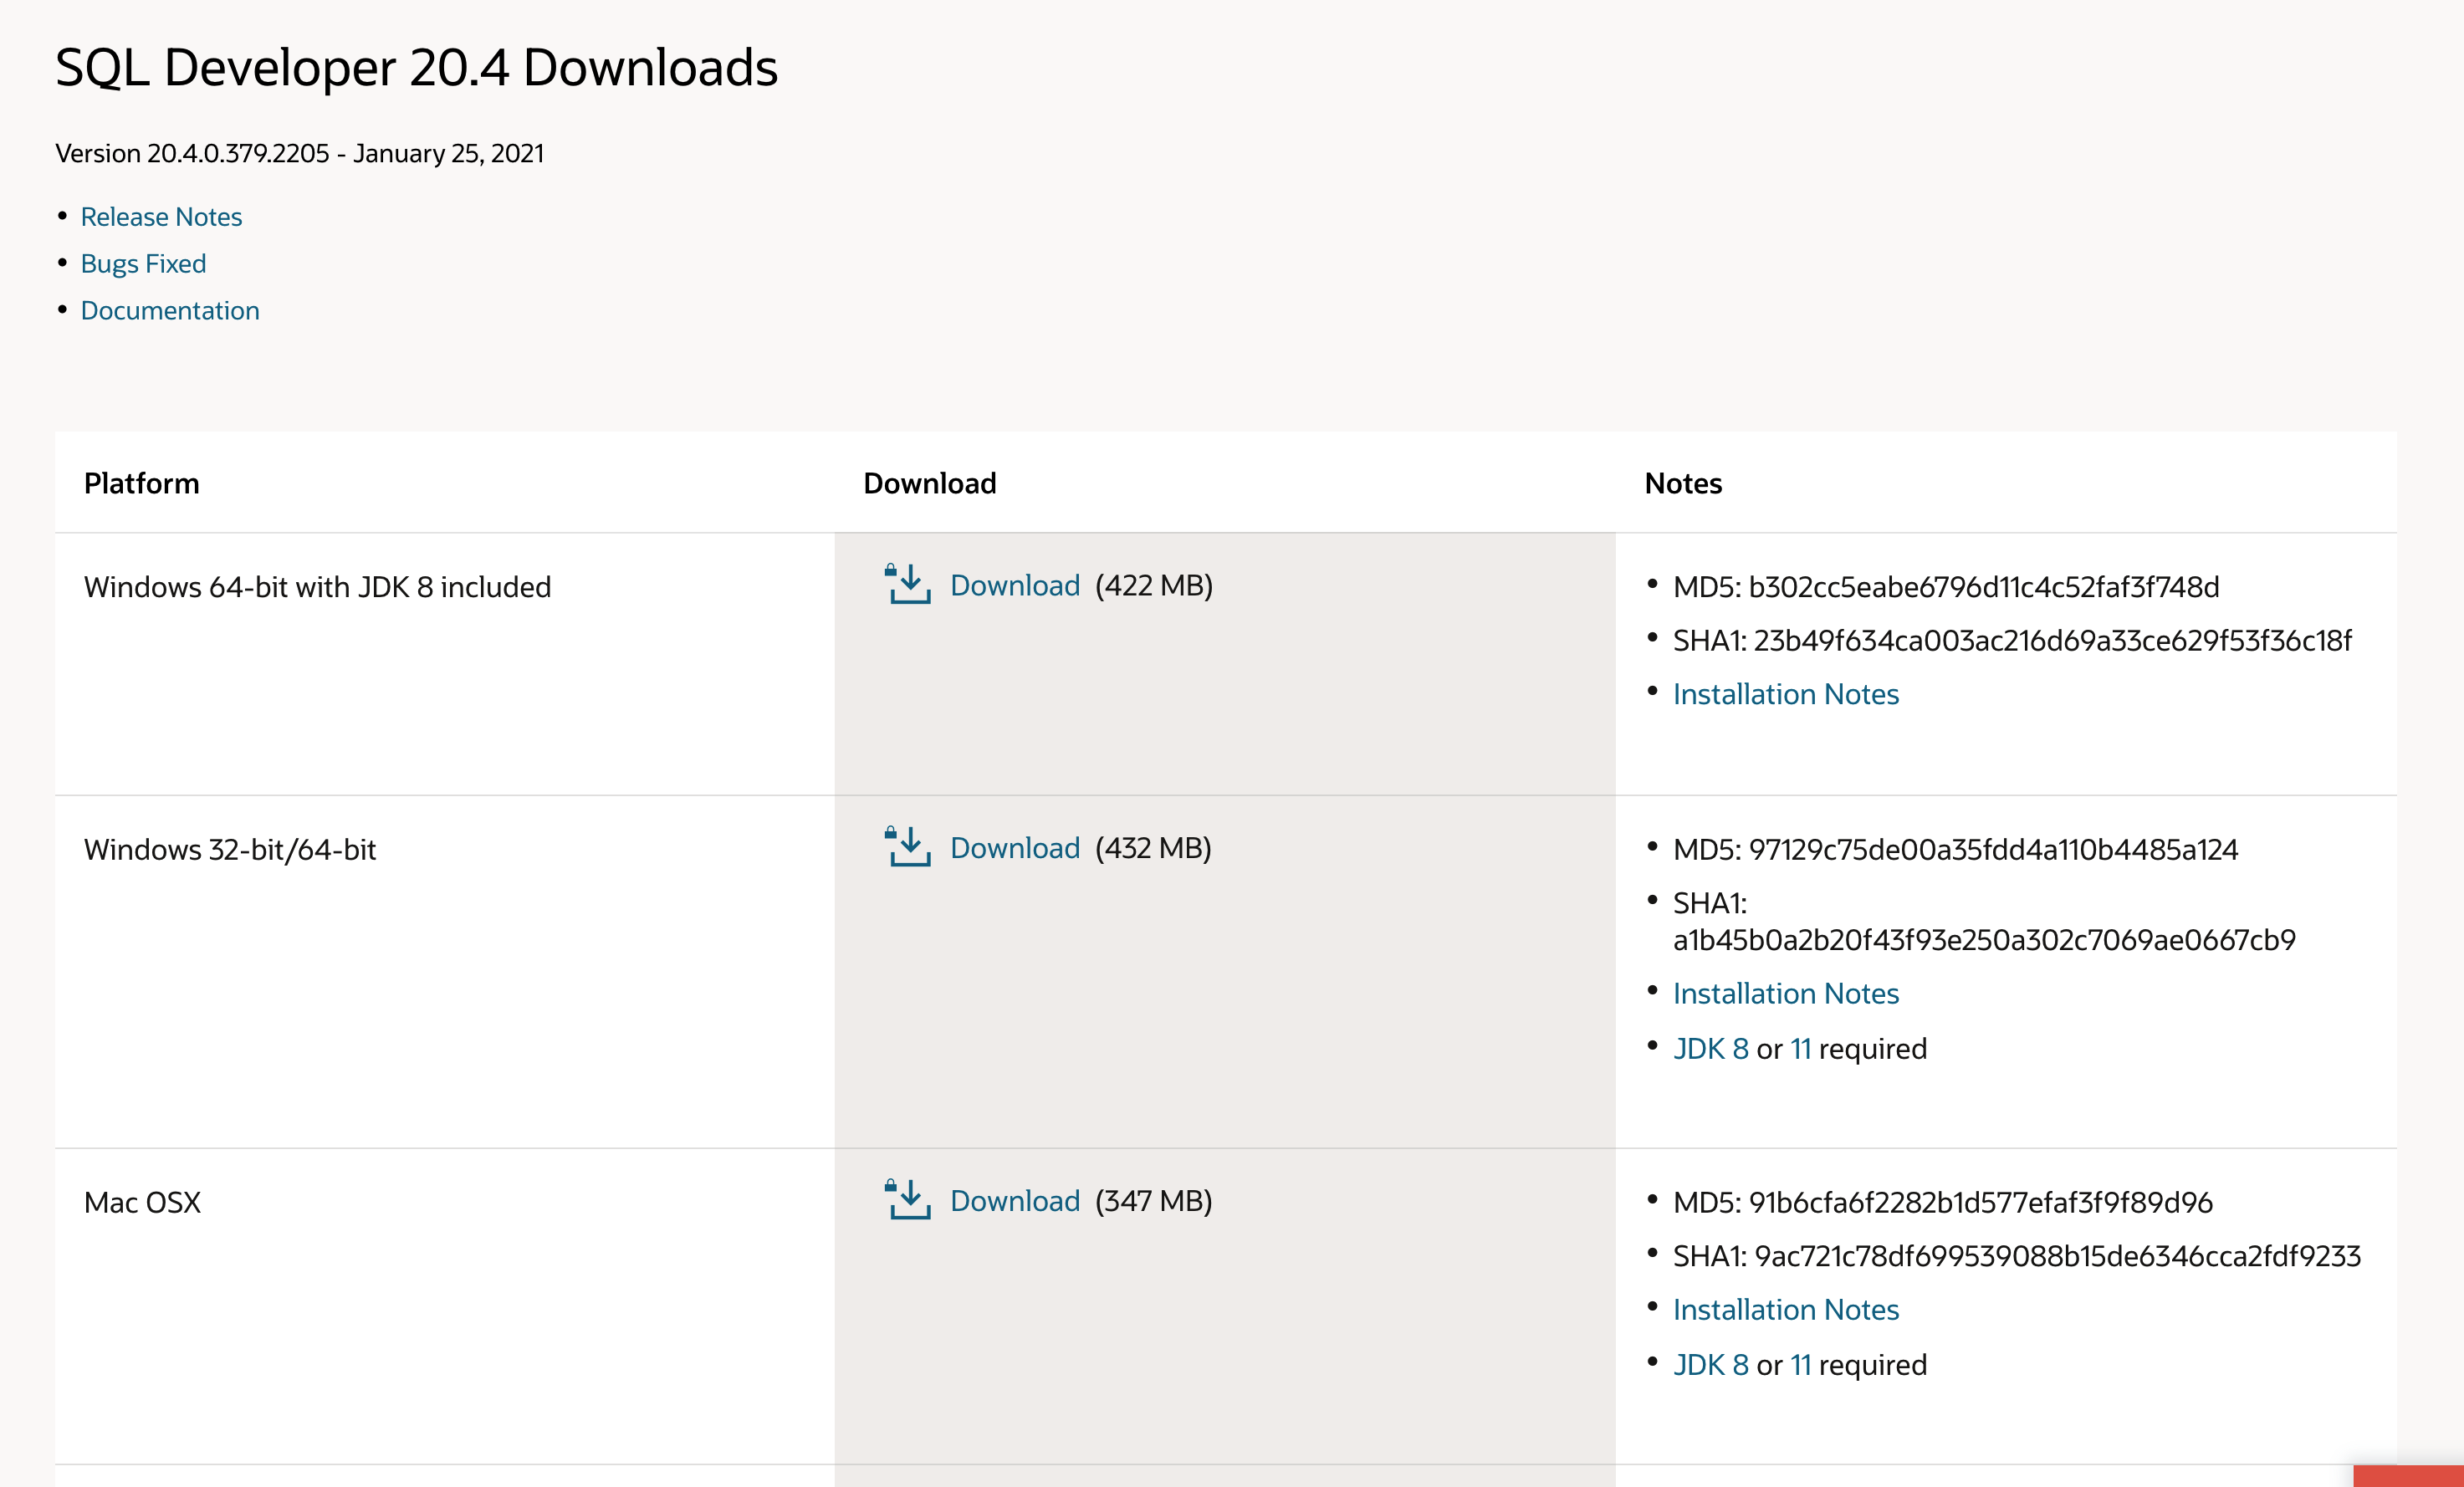 SQL Developer 20.4 Downloads
Version 20.4.0.379.2205 - January 25, 2021
• Release Notes
• Bugs Fixed
• Documentation
Platform Download Notes
Windows 64-bit with JDK 8 included Download (422 MB)
• MD5: b302cc5eabe6796d11c4c52faf3f748d
• SHA1: 23b49f634ca003ac216d69a33ce629f53f36c18f
• Installation Notes
Windows 32-bit/64-bit Download (432 MB)
• MD5: 97129c75de00a35fdd4a110b4485a124
• SHA1:
a1b45b0a2b20f43f93e250a302c7069ae0667cb9
• Installation Notes
• JDK 8 or 11 required
Mac OSX Download (347 MB)
• MD5: 91b6cfa6f2282b1d577efaf3f9f89d96
• SHA1: 9ac721c78df699539088b15de6346cca2fdf9233
• Installation Notes
• JDK 8 or 11 required